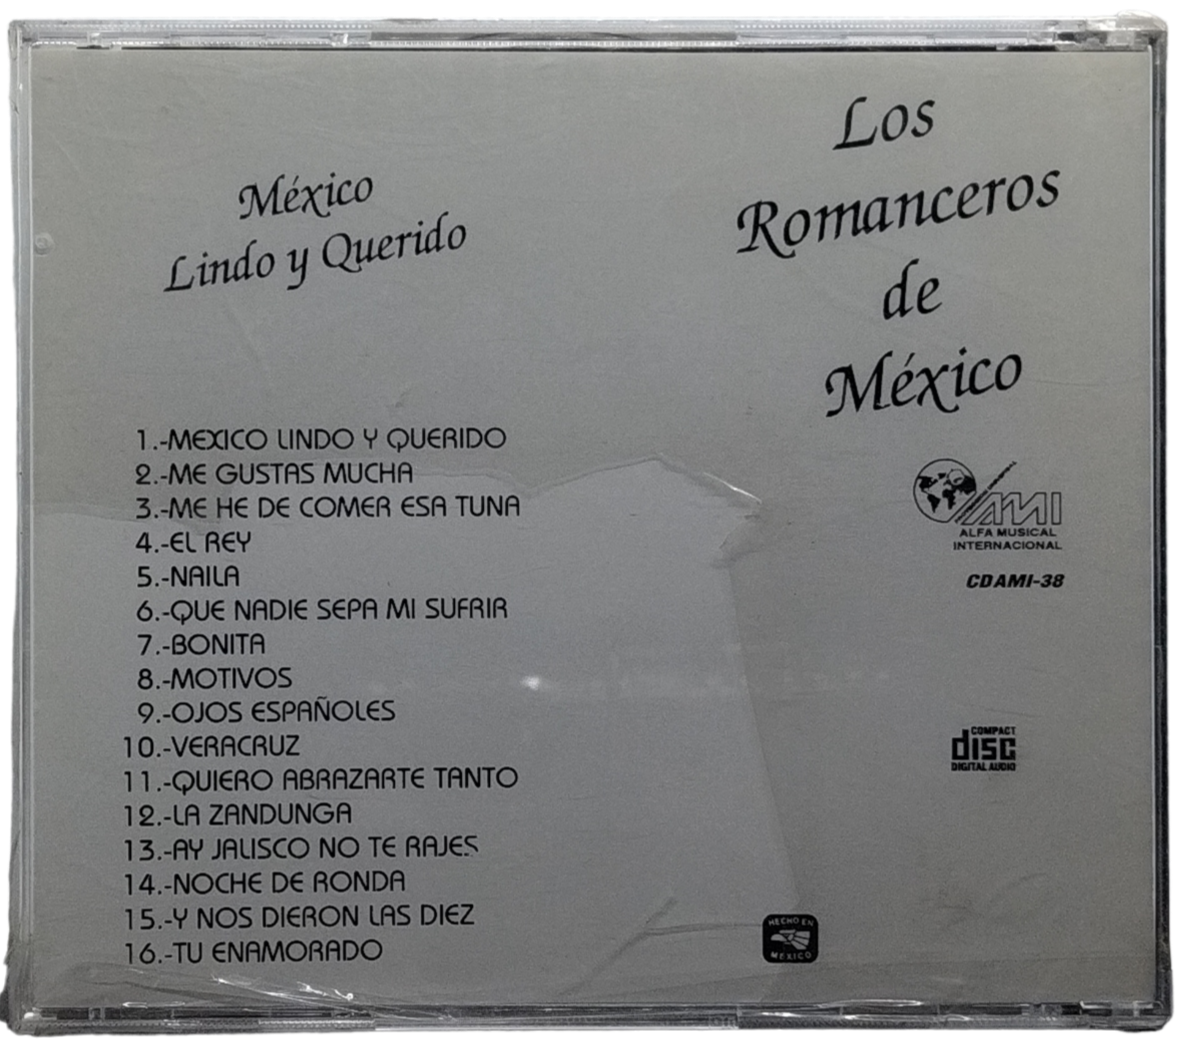 México
Lindo y Querido
Los
Romanceros
de
México
1.-MEXICO LINDO Y QUERIDO
2.-ME GUSTAS MUCHA
3.-ME HE DE COMER ESA TUNA
4.-EL REY
5.-NAILA
6.-QUE NADIE SEPA MI SUFRIR
7.-BONITA
8.-MOTIVOS
9.-OJOS ESPAÑOLES
10.-VERACRUZ
11.-QUIERO ABRAZARTE TANTO
12.-LA ZANDUNGA
13.-AY JALISCO NO TE RAJES
14.-NOCHE DE RONDA
15.-Y NOS DIERON LAS DIEZ
16.-TU ENAMORADO
AMI
ALFA MUSICAL
INTERNACIONAL
CDAMI-38
COMPACT
disc
DIGITAL AUDIO
HECHO EN
MEXICO